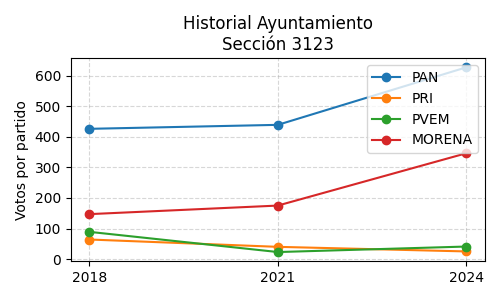 Historial Ayuntamiento
Sección 3123
Votos por partido
600
500
400
300
200
100
0
2018
2021
2024
PAN
PRI
PVEM
MORENA